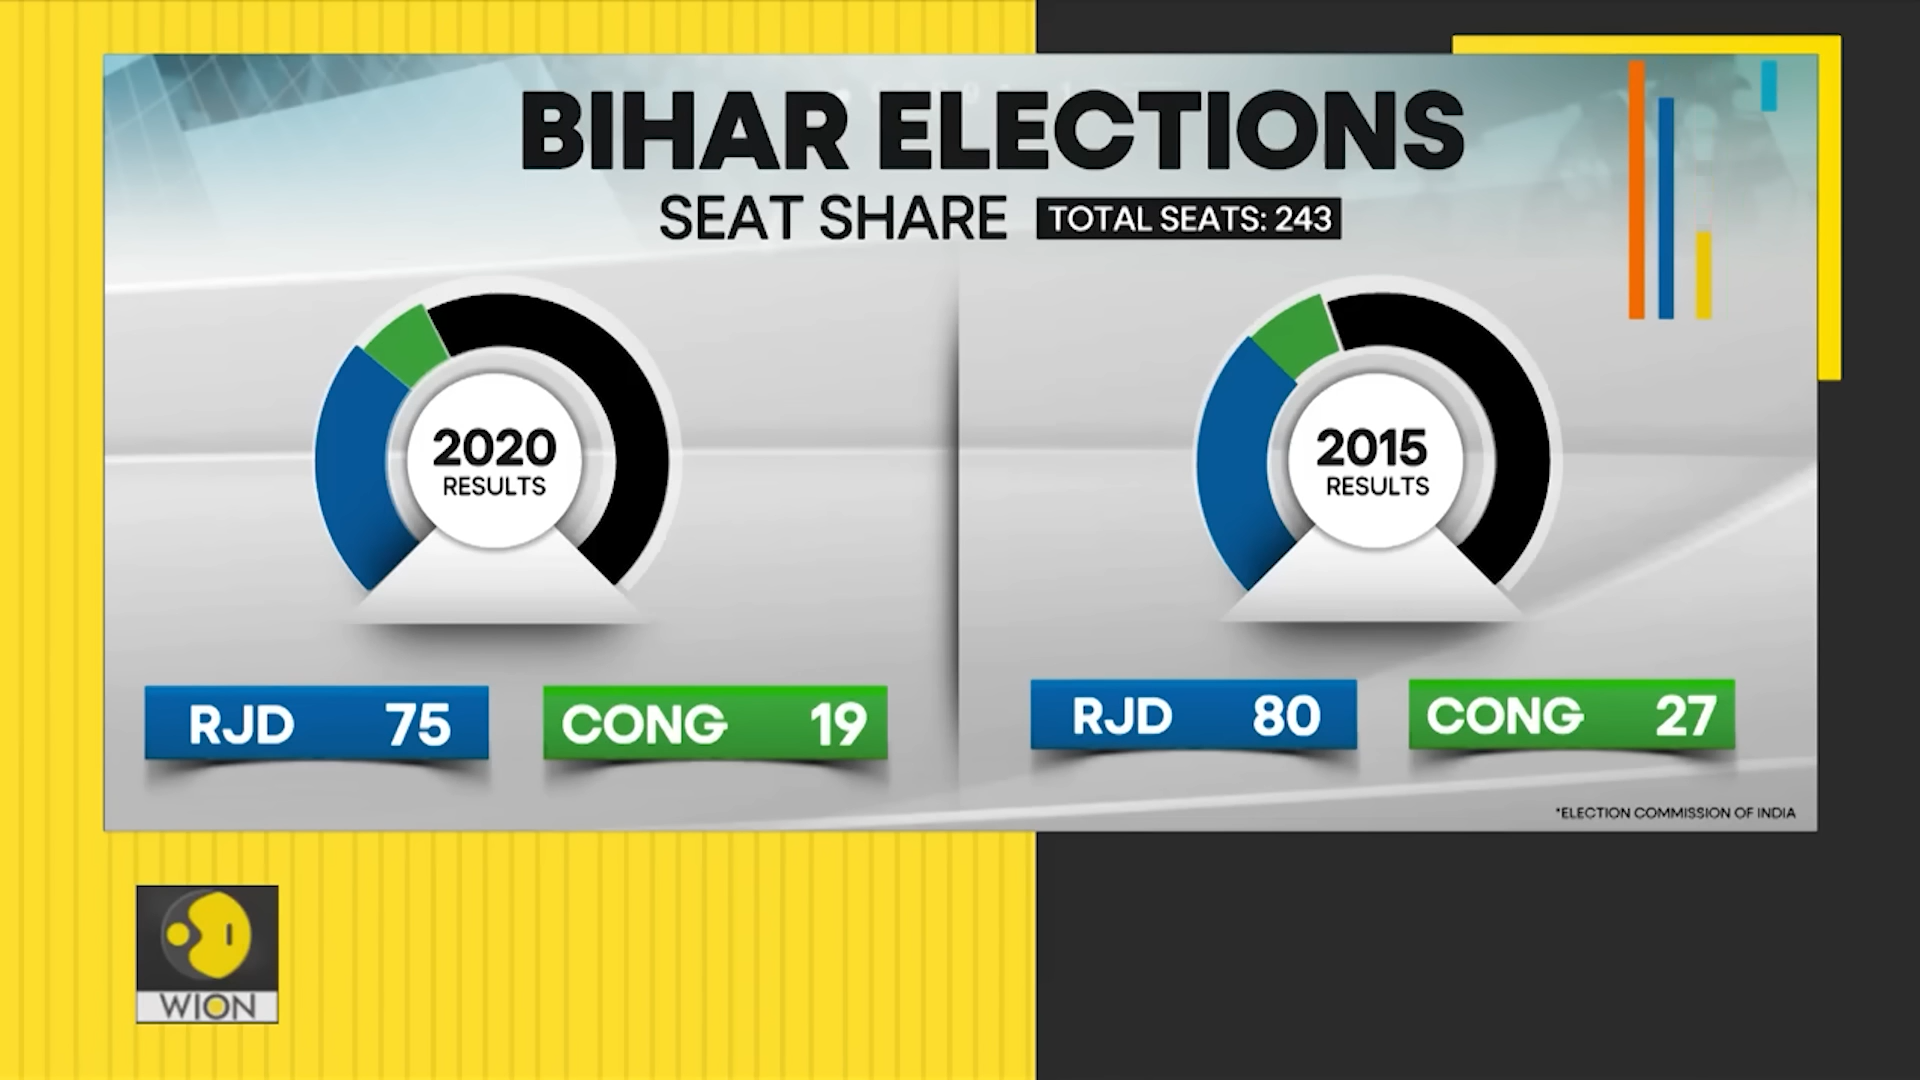 BIHAR ELECTIONS
SEAT SHARE TOTAL SEATS: 243
2020
RESULTS
RJD 75 CONG 19
2015
RESULTS
RJD 80 CONG 27
*ELECTION COMMISSION OF INDIA
WION